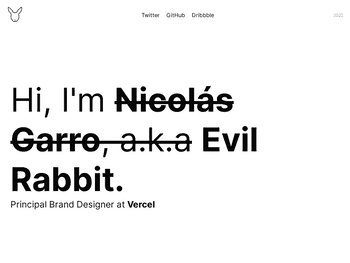 Twitter GitHub Dribbble
Hi, I'm Nicolás
Garro, a.k.a Evil
Rabbit.
Principal Brand Designer at Vercel